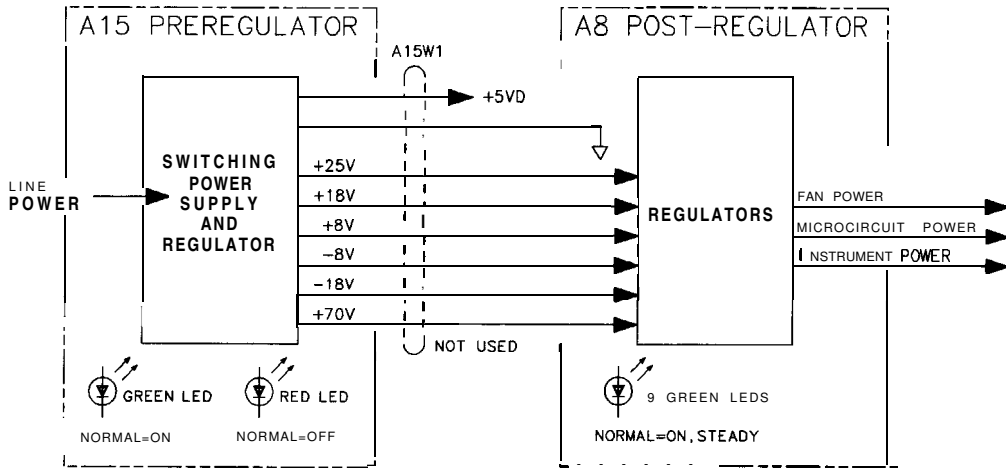 A15 PREREGULATOR
A8 POST-REGULATOR
A15W1
+5VD
SWITCHING
POWER
SUPPLY
AND
REGULATOR
LINE
POWER
+25V
+18V
+8V
-8V
-18V
+70V
NOT USED
REGULATORS
FAN POWER
MICROCIRCUIT POWER
INSTRUMENT POWER
GREEN LED
NORMAL=ON
RED LED
NORMAL=OFF
9 GREEN LEDS
NORMAL=ON, STEADY